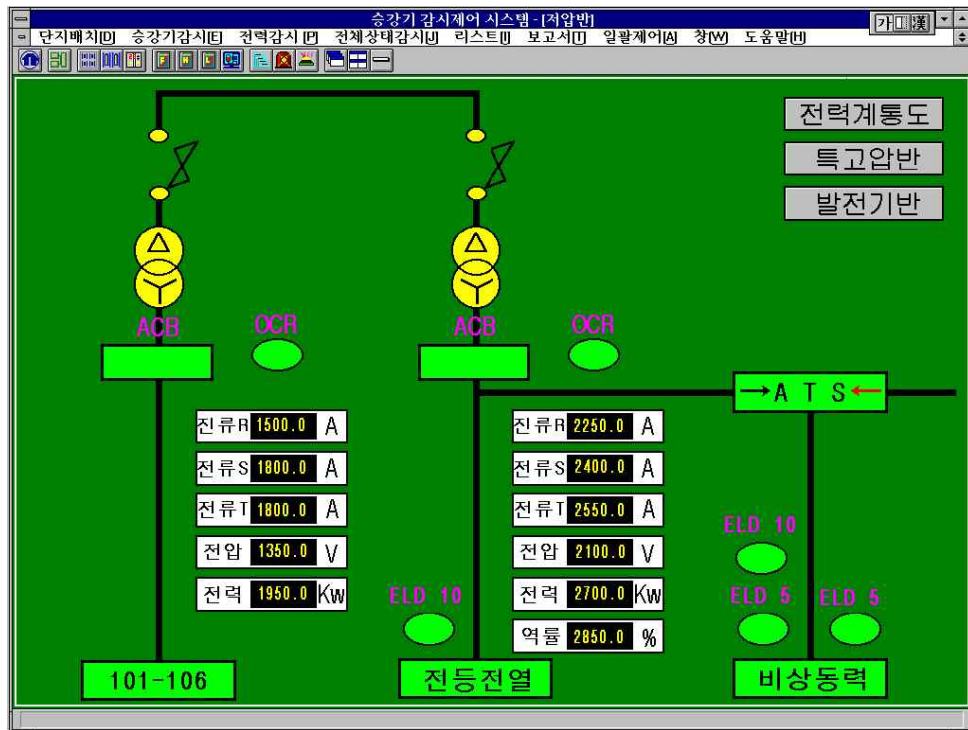 승강기 감시제어 시스템 - [저압반]
가 漢
단지배치[D] 승강기감시[E] 전력감시 [P] 전체상태감시[J] 리스트[I] 보고서[T] 일괄제어[A] 창[W] 도움말[H]
전력계통도
특고압반
발전기반
ACB OCR ACB OCR
→A T S←
진류R 1500.0 A
전류S 1800.0 A
전류T 1800.0 A
전압 1350.0 V
전력 1950.0 Kw
진류R 2250.0 A
전류S 2400.0 A
전류T 2550.0 A
전압 2100.0 V
전력 2700.0 Kw
역률 2850.0 %
ELD 10
ELD 10
ELD 5 ELD 5
101-106
전등전열
비상동력